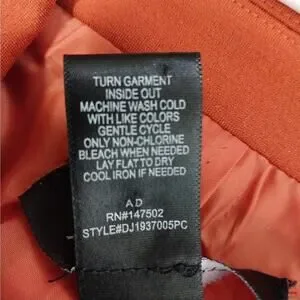 TURN GARMENT
INSIDE OUT
MACHINE WASH COLD
WITH LIKE COLORS
GENTLE CYCLE
ONLY NON-CHLORINE
BLEACH WHEN NEEDED
LAY FLAT TO DRY
COOL IRON IF NEEDED
AD
RN#147502
STYLE#DJ1937005PC